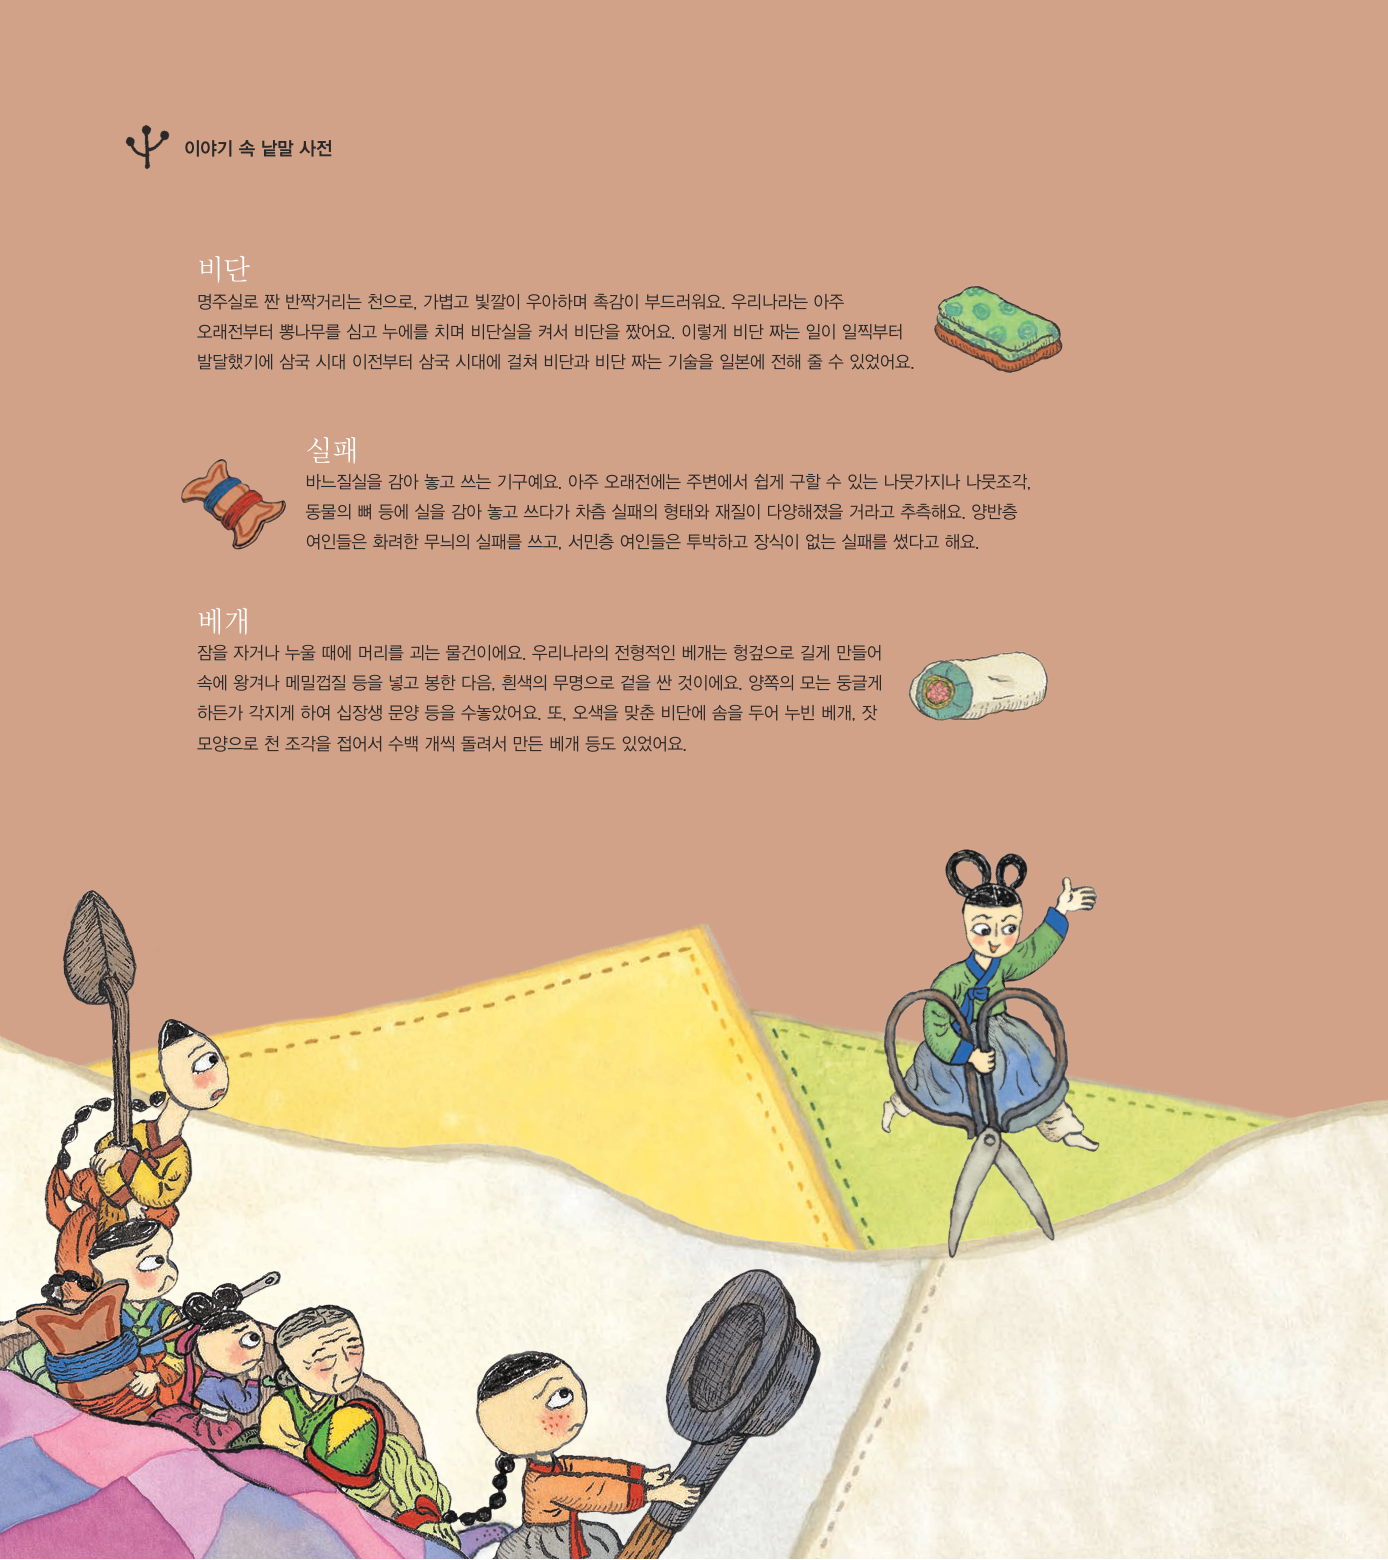 이야기 속 낱말 사전
비단
명주실로 짠 반짝거리는 천으로, 가볍고 빛깔이 우아하며 촉감이 부드러워요. 우리나라는 아주
오래전부터 뽕나무를 심고 누에를 치며 비단실을 켜서 비단을 짰어요. 이렇게 비단 짜는 일이 일찍부터
발달했기에 삼국 시대 이전부터 삼국 시대에 걸쳐 비단과 비단 짜는 기술을 일본에 전해 줄 수 있었어요.
실패
바느질실을 감아 놓고 쓰는 기구예요. 아주 오래전에는 주변에서 쉽게 구할 수 있는 나뭇가지나 나뭇조각,
동물의 뼈 등에 실을 감아 놓고 쓰다가 차츰 실패의 형태와 재질이 다양해졌을 거라고 추측해요. 양반층
여인들은 화려한 무늬의 실패를 쓰고, 서민층 여인들은 투박하고 장식이 없는 실패를 썼다고 해요.
베개
잠을 자거나 누울 때에 머리를 괴는 물건이에요. 우리나라의 전형적인 베개는 헝겊으로 길게 만들어
속에 왕겨나 메밀껍질 등을 넣고 봉한 다음, 흰색의 무명으로 겉을 싼 것이에요. 양쪽의 모는 둥글게
하든가 각지게 하여 십장생 문양 등을 수놓았어요. 또, 오색을 맞춘 비단에 솜을 두어 누빈 베개, 잣
모양으로 천 조각을 접어서 수백 개씩 돌려서 만든 베개 등도 있었어요.